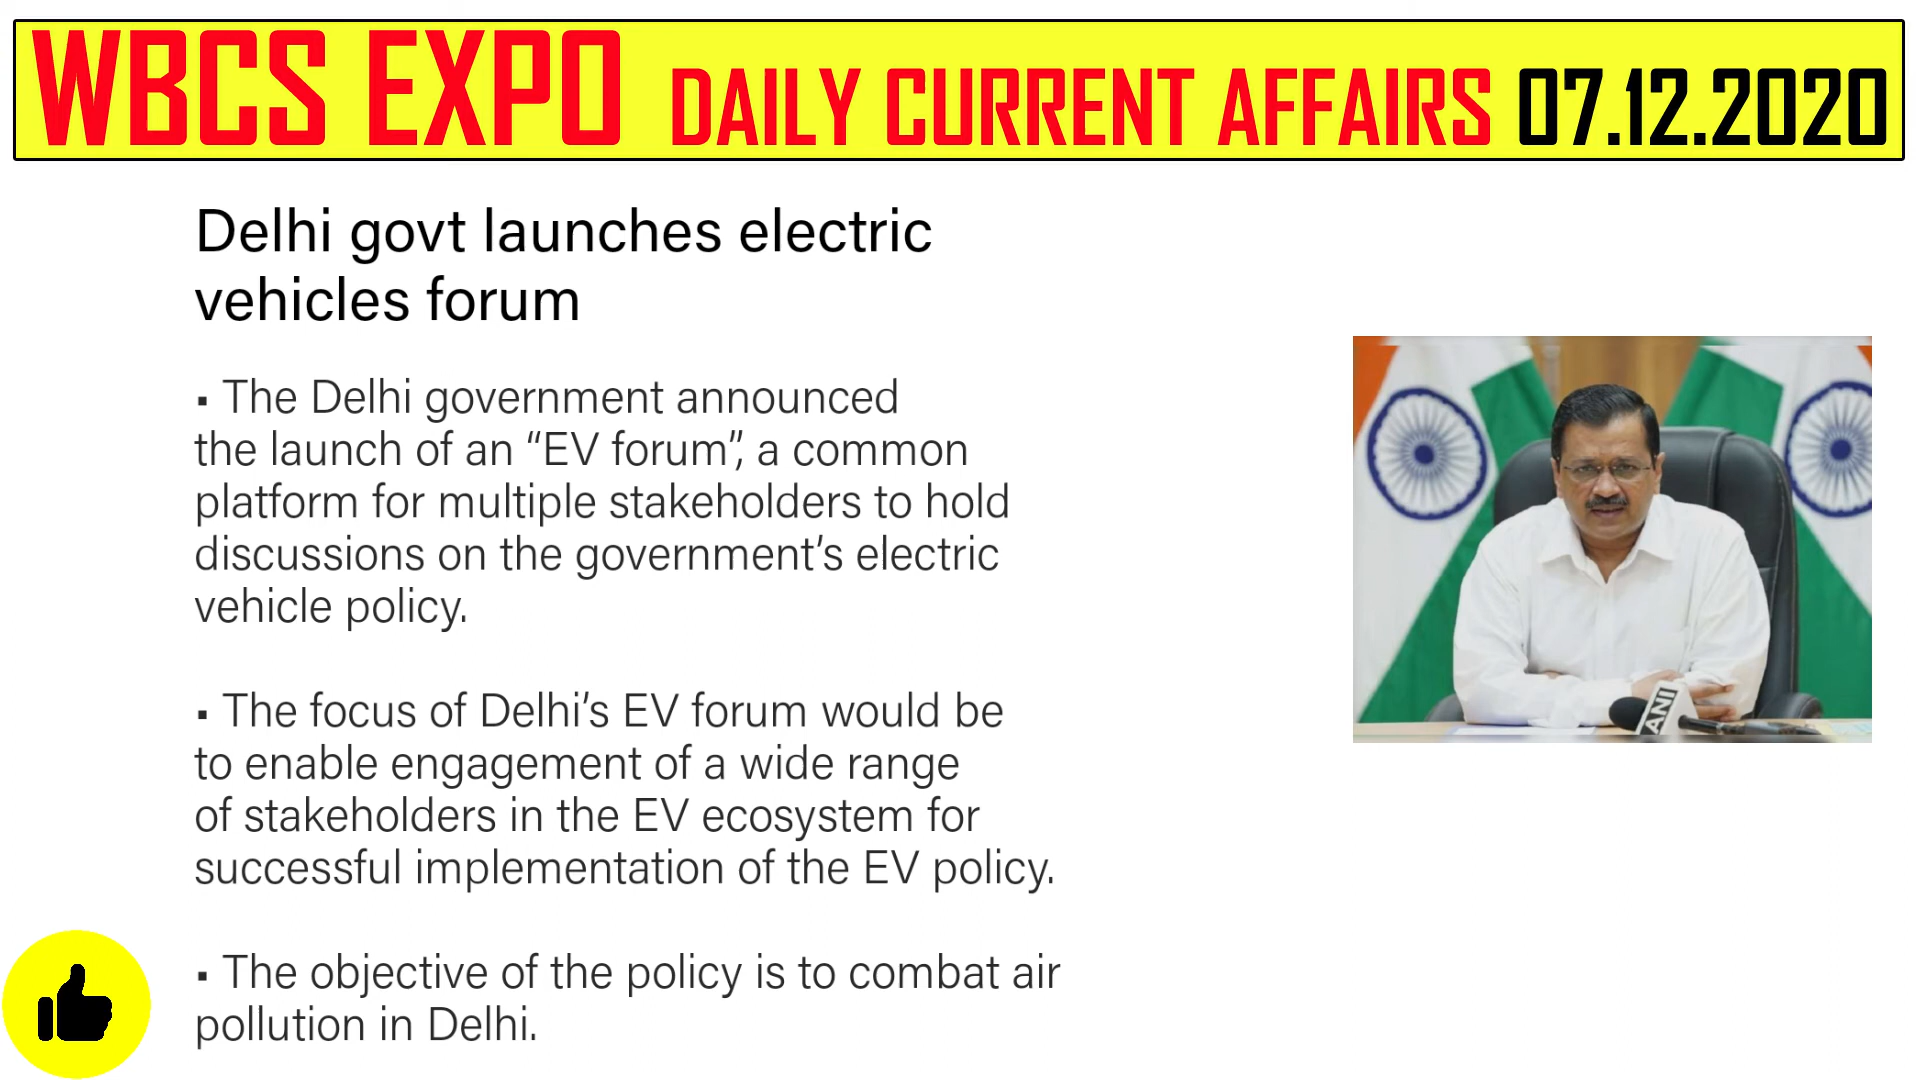 WBCS EXPO DAILY CURRENT AFFAIRS 07.12.2020
Delhi govt launches electric
vehicles forum
▪ The Delhi government announced
the launch of an “EV forum”, a common
platform for multiple stakeholders to hold
discussions on the government’s electric
vehicle policy.
▪ The focus of Delhi’s EV forum would be
to enable engagement of a wide range
of stakeholders in the EV ecosystem for
successful implementation of the EV policy.
▪ The objective of the policy is to combat air
pollution in Delhi.
ANI